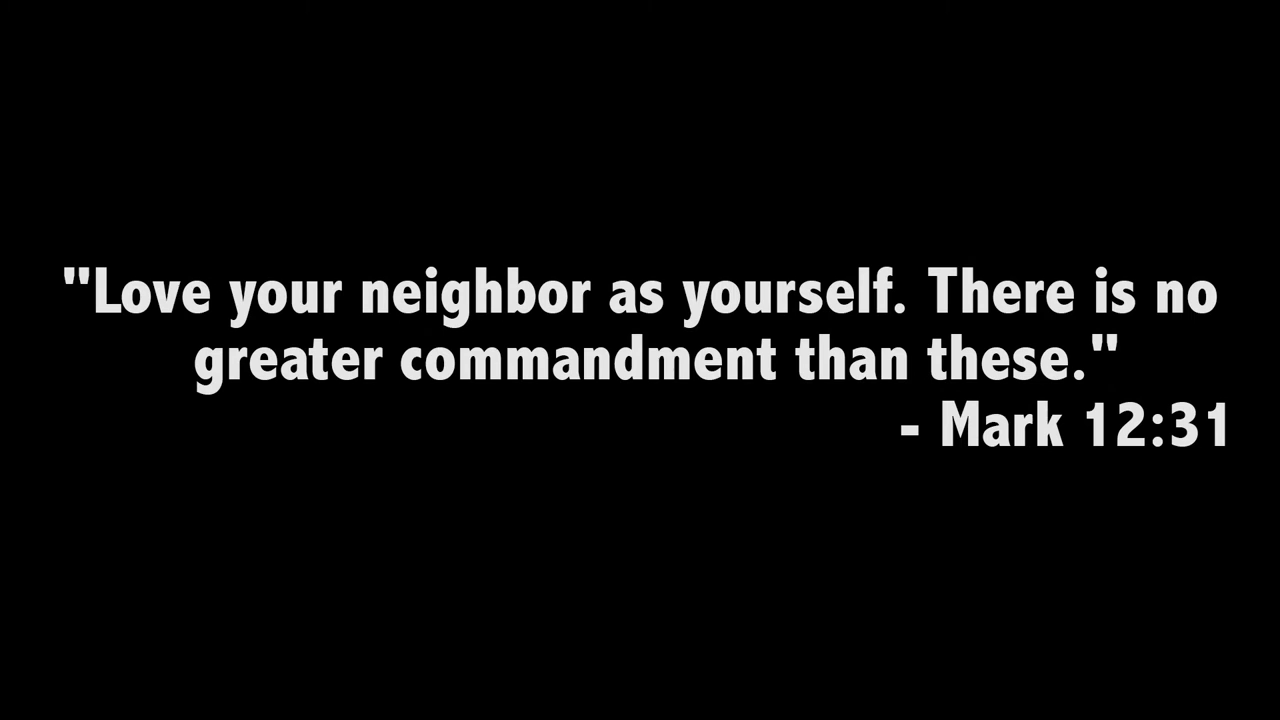 "Love your neighbor as yourself. There is no
greater commandment than these."
- Mark 12:31